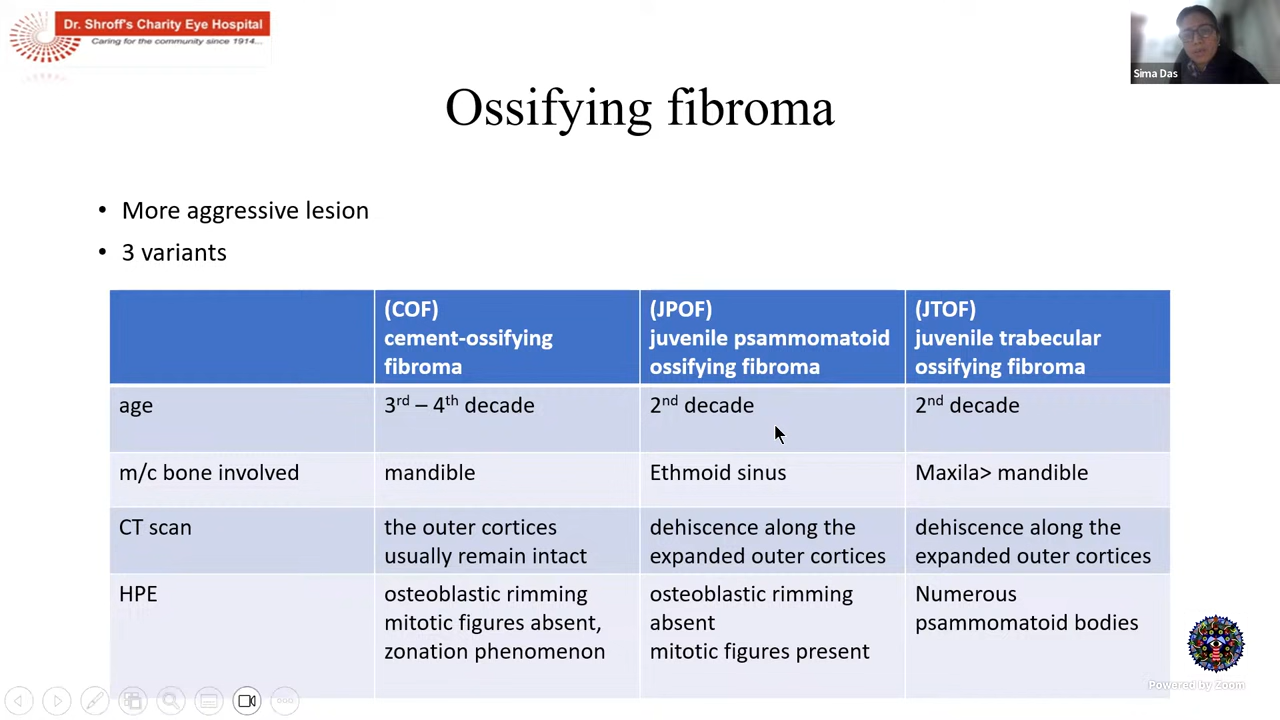 Dr. Shroff's Charity Eye Hospital
Caring for the community since 1914...
Sima Das
Ossifying fibroma
• More aggressive lesion
• 3 variants
(COF)
cement-ossifying
fibroma
(JPOF)
juvenile psammomatoid
ossifying fibroma
(JTOF)
juvenile trabecular
ossifying fibroma
age
3rd – 4th decade
2nd decade
2nd decade
m/c bone involved
mandible
Ethmoid sinus
Maxila> mandible
CT scan
the outer cortices
usually remain intact
dehiscence along the
expanded outer cortices
dehiscence along the
expanded outer cortices
HPE
osteoblastic rimming
mitotic figures absent,
zonation phenomenon
osteoblastic rimming
absent
mitotic figures present
Numerous
psammomatoid bodies
Powered by Zoom